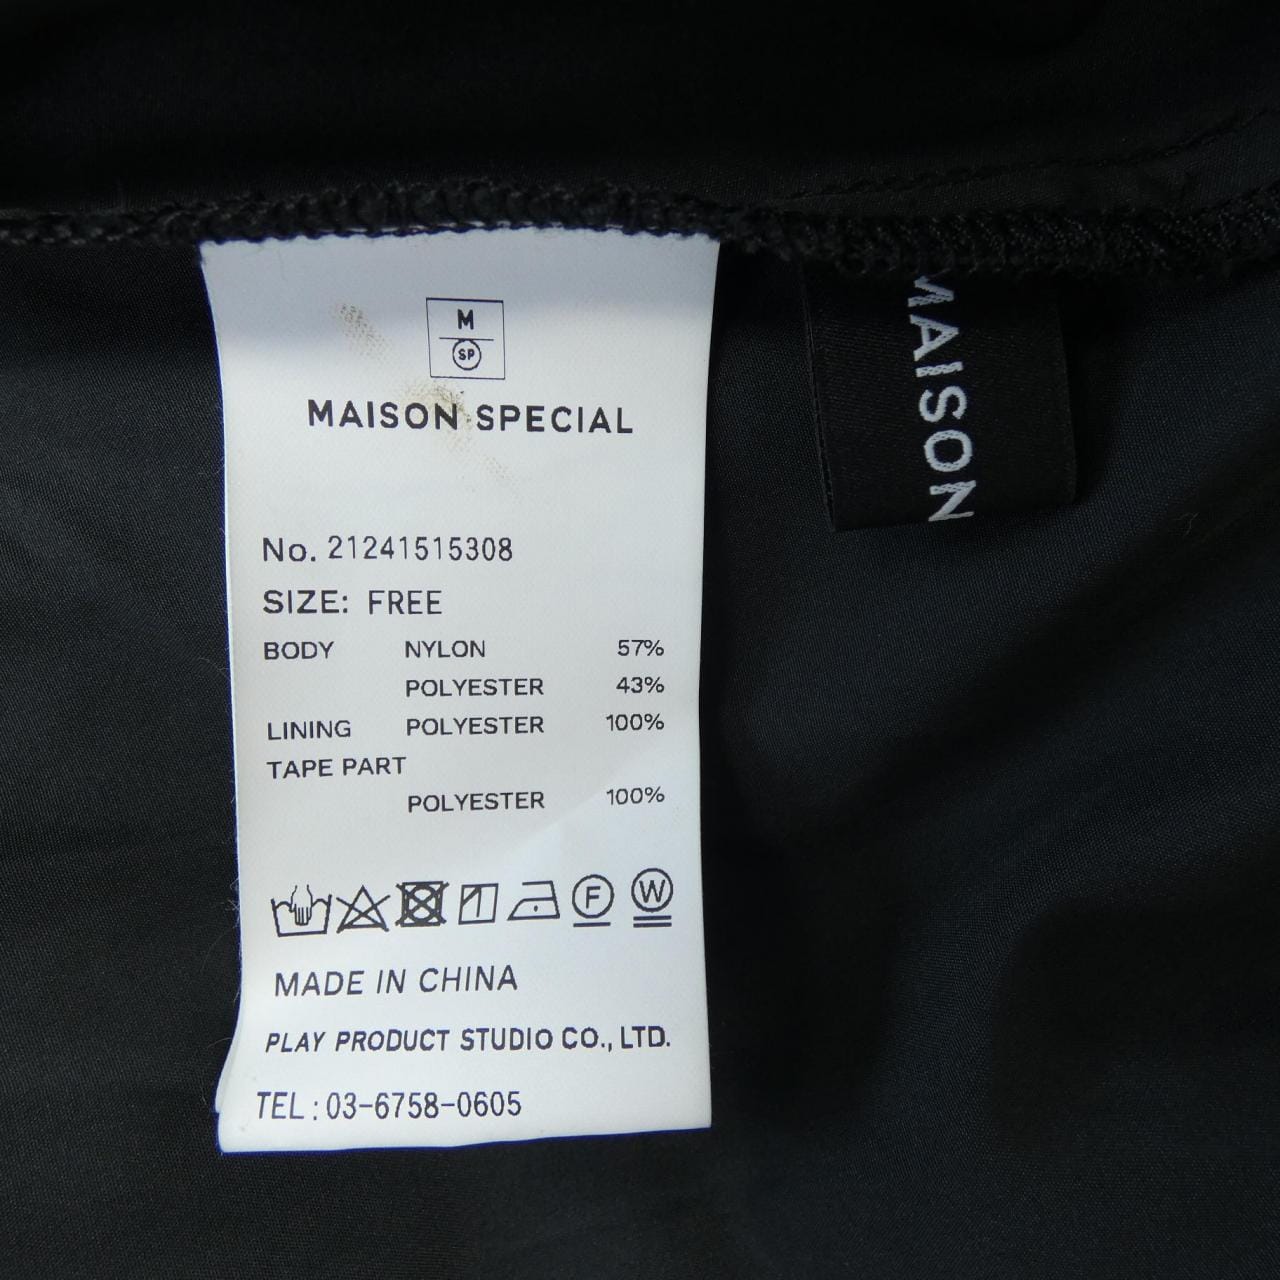 M
SP
MAISON SPECIAL
No. 21241515308
SIZE: FREE
BODY NYLON 57%
POLYESTER 43%
LINING POLYESTER 100%
TAPE PART
POLYESTER 100%
F W
MADE IN CHINA
PLAY PRODUCT STUDIO CO., LTD.
TEL : 03-6758-0605
MAISON